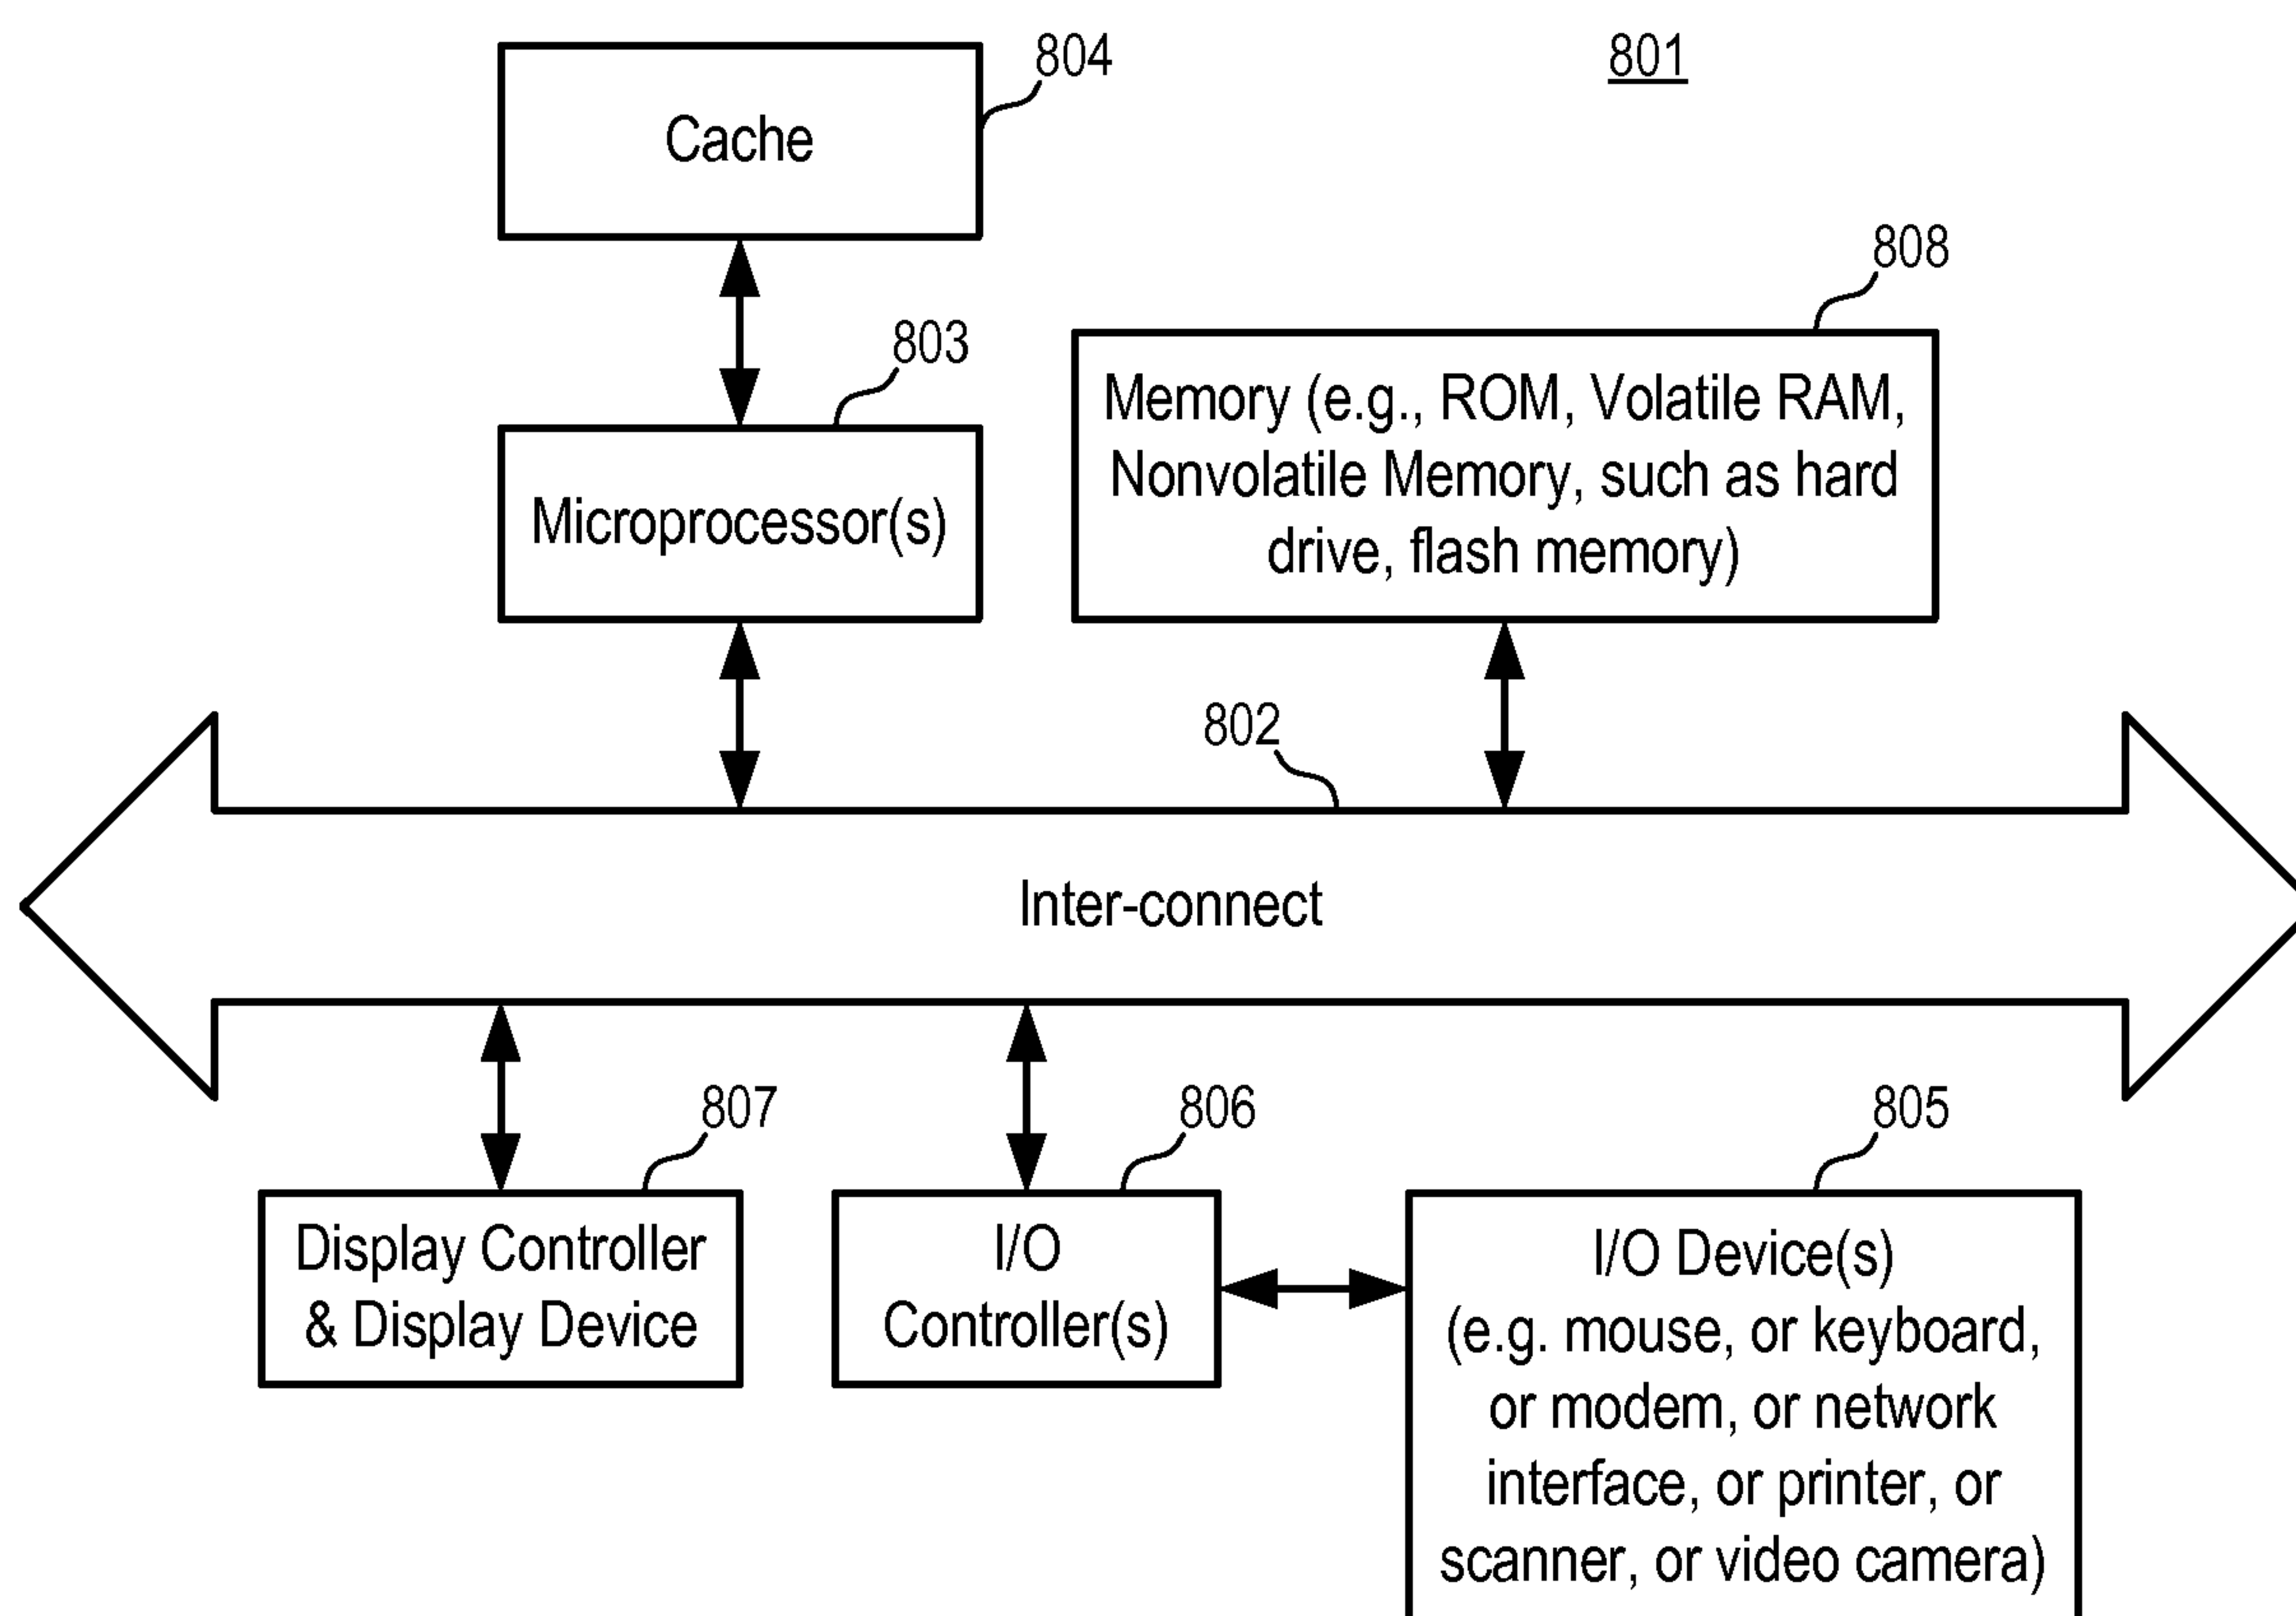 804
801
Cache
808
803
Memory (e.g., ROM, Volatile RAM,
Nonvolatile Memory, such as hard
drive, flash memory)
Microprocessor(s)
802
Inter-connect
807
806
805
Display Controller
& Display Device
I/O
Controller(s)
I/O Device(s)
(e.g. mouse, or keyboard,
or modem, or network
interface, or printer, or
scanner, or video camera)